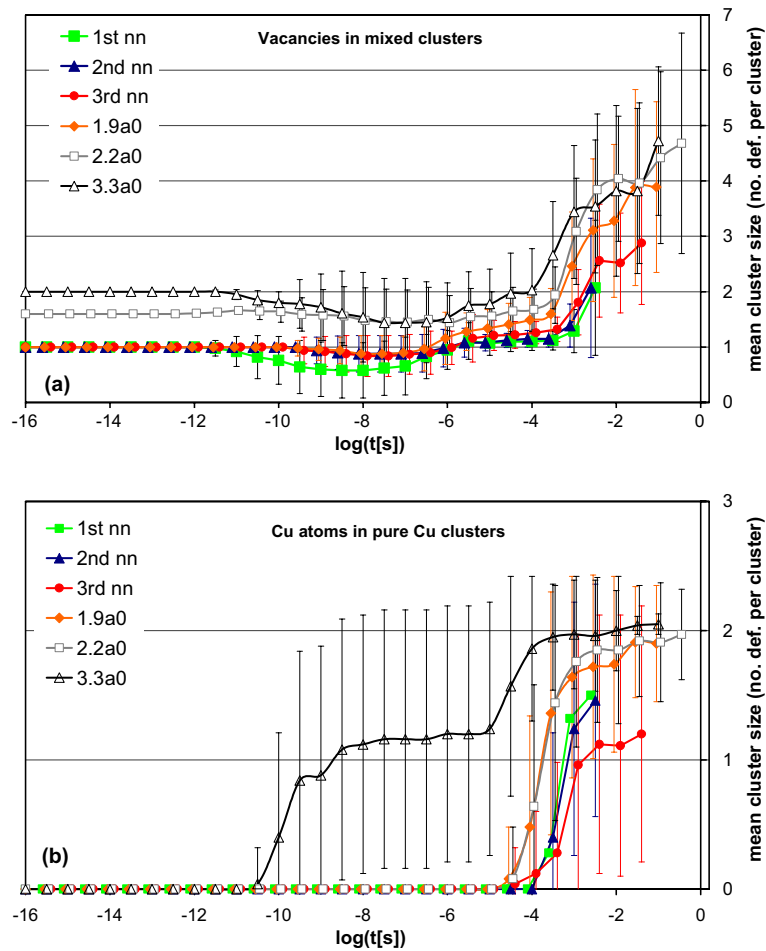 Vacancies in mixed clusters
1st nn
2nd nn
3rd nn
1.9a0
2.2a0
3.3a0
(a)
7
6
5
4
3
2
1
0
mean cluster size (no. def. per cluster)
-16 -14 -12 -10 -8 -6 -4 -2 0
log(t[s])
Cu atoms in pure Cu clusters
1st nn
2nd nn
3rd nn
1.9a0
2.2a0
3.3a0
(b)
3
2
1
0
mean cluster size (no. def. per cluster)
-16 -14 -12 -10 -8 -6 -4 -2 0
log(t[s])